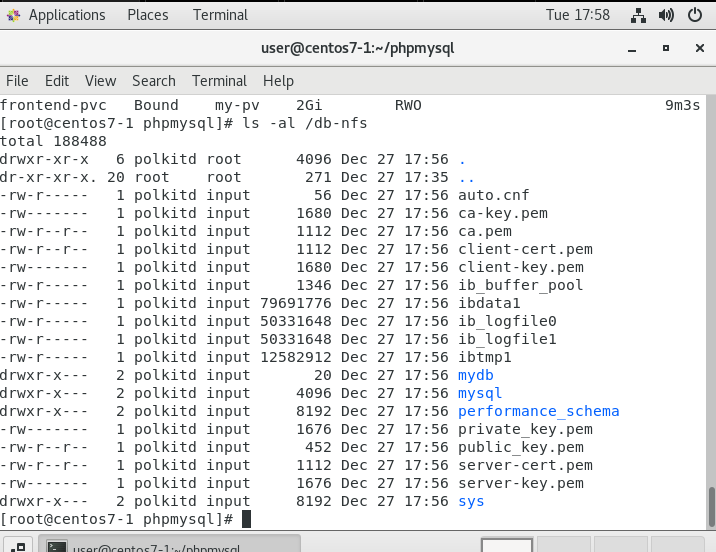 Applications Places Terminal Tue 17:58
user@centos7-1:~/phpmysql
File Edit View Search Terminal Help
frontend-pvc Bound my-pv 2Gi RWO 9m3s
[root@centos7-1 phpmysql]# ls -al /db-nfs
total 188488
drwxr-xr-x 6 polkitd root 4096 Dec 27 17:56 .
dr-xr-xr-x. 20 root root 271 Dec 27 17:35 ..
-rw-r----- 1 polkitd input 56 Dec 27 17:56 auto.cnf
-rw------- 1 polkitd input 1680 Dec 27 17:56 ca-key.pem
-rw-r--r-- 1 polkitd input 1112 Dec 27 17:56 ca.pem
-rw-r--r-- 1 polkitd input 1112 Dec 27 17:56 client-cert.pem
-rw------- 1 polkitd input 1680 Dec 27 17:56 client-key.pem
-rw-r----- 1 polkitd input 1346 Dec 27 17:56 ib_buffer_pool
-rw-r----- 1 polkitd input 79691776 Dec 27 17:56 ibdata1
-rw-r----- 1 polkitd input 50331648 Dec 27 17:56 ib_logfile0
-rw-r----- 1 polkitd input 50331648 Dec 27 17:56 ib_logfile1
-rw-r----- 1 polkitd input 12582912 Dec 27 17:56 ibtmp1
drwxr-x--- 2 polkitd input 20 Dec 27 17:56 mydb
drwxr-x--- 2 polkitd input 4096 Dec 27 17:56 mysql
drwxr-x--- 2 polkitd input 8192 Dec 27 17:56 performance_schema
-rw------- 1 polkitd input 1676 Dec 27 17:56 private_key.pem
-rw-r--r-- 1 polkitd input 452 Dec 27 17:56 public_key.pem
-rw-r--r-- 1 polkitd input 1112 Dec 27 17:56 server-cert.pem
-rw------- 1 polkitd input 1676 Dec 27 17:56 server-key.pem
drwxr-x--- 2 polkitd input 8192 Dec 27 17:56 sys
[root@centos7-1 phpmysql]#
user@centos7-1:~/phpmysql